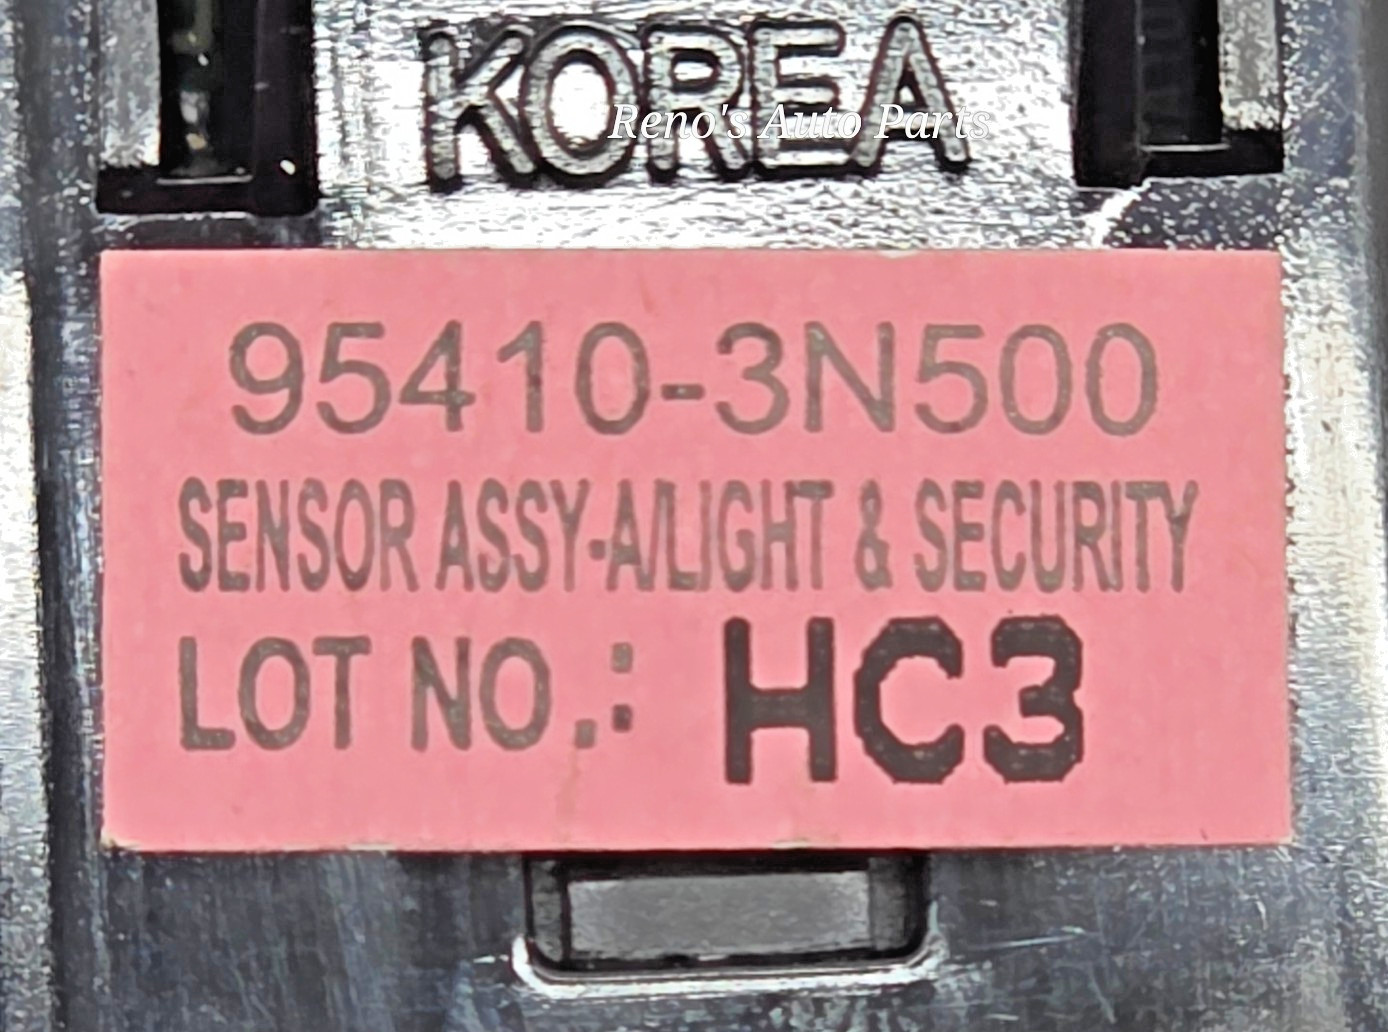 KOREA
Reno's Auto Parts
95410-3N500
SENSOR ASSY-A/LIGHT & SECURITY
LOT NO.: HC3